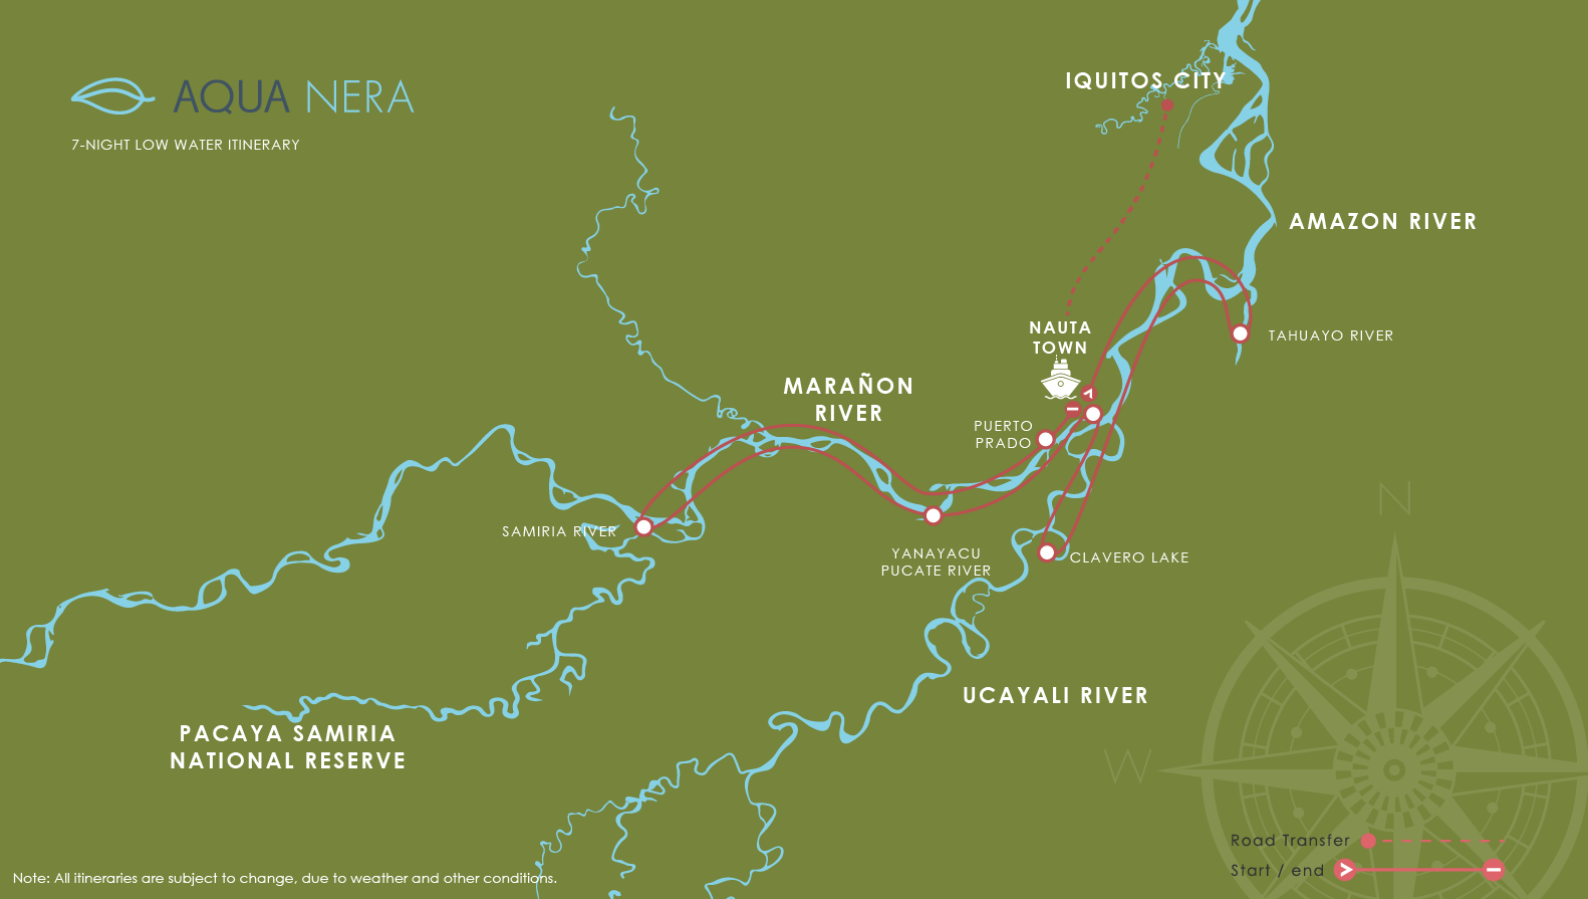 AQUA NERA
7-NIGHT LOW WATER ITINERARY
IQUITOS CITY
AMAZON RIVER
NAUTA
TOWN
TAHUAYO RIVER
MARAÑON
RIVER
PUERTO
PRADO
SAMIRIA RIVER
YANAYACU
PUCATE RIVER
CLAVERO LAKE
UCAYALI RIVER
PACAYA SAMIRIA
NATIONAL RESERVE
N
W
Road Transfer
Start / end
Note: All itineraries are subject to change, due to weather and other conditions.